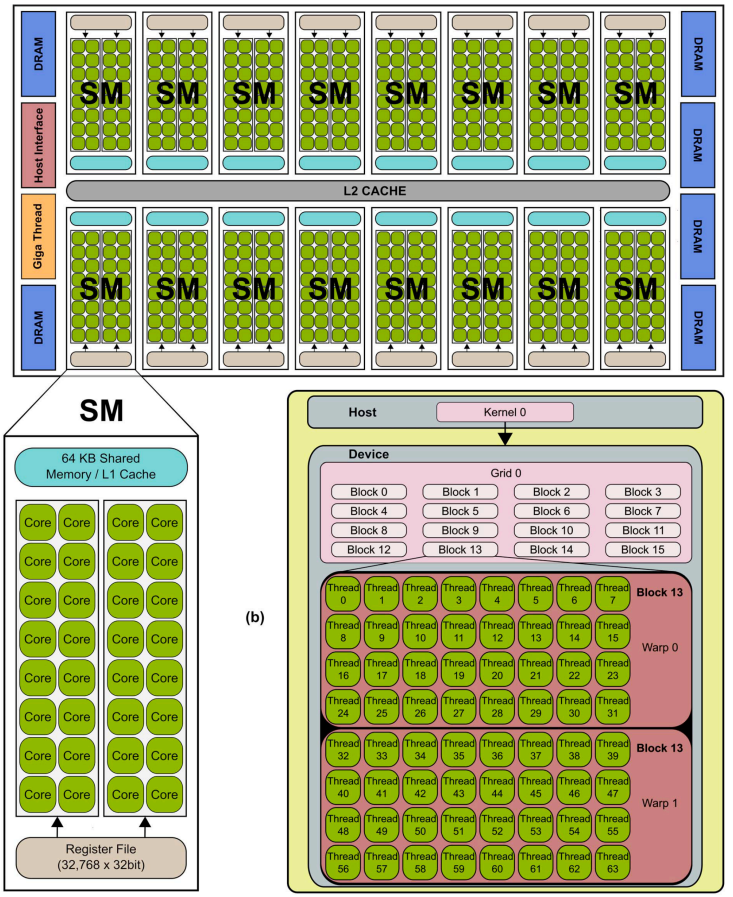 DRAM
Host Interface
Giga Thread
DRAM
SM SM SM SM SM SM SM SM
L2 CACHE
SM SM SM SM SM SM SM SM
DRAM
DRAM
DRAM
DRAM
SM
64 KB Shared
Memory / L1 Cache
Core Core Core Core
Core Core Core Core
Core Core Core Core
Core Core Core Core
Core Core Core Core
Core Core Core Core
Core Core Core Core
Core Core Core Core
Register File
(32,768 x 32bit)
(b)
Host
Kernel 0
Device
Grid 0
Block 0 Block 1 Block 2 Block 3
Block 4 Block 5 Block 6 Block 7
Block 8 Block 9 Block 10 Block 11
Block 12 Block 13 Block 14 Block 15
Thread Thread Thread Thread Thread Thread Thread Thread
0 1 2 3 4 5 6 7
Block 13
Thread Thread Thread Thread Thread Thread Thread Thread
8 9 10 11 12 13 14 15
Warp 0
Thread Thread Thread Thread Thread Thread Thread Thread
16 17 18 19 20 21 22 23
Thread Thread Thread Thread Thread Thread Thread Thread
24 25 26 27 28 29 30 31
Thread Thread Thread Thread Thread Thread Thread Thread
32 33 34 35 36 37 38 39
Block 13
Thread Thread Thread Thread Thread Thread Thread Thread
40 41 42 43 44 45 46 47
Warp 1
Thread Thread Thread Thread Thread Thread Thread Thread
48 49 50 51 52 53 54 55
Thread Thread Thread Thread Thread Thread Thread Thread
56 57 58 59 60 61 62 63